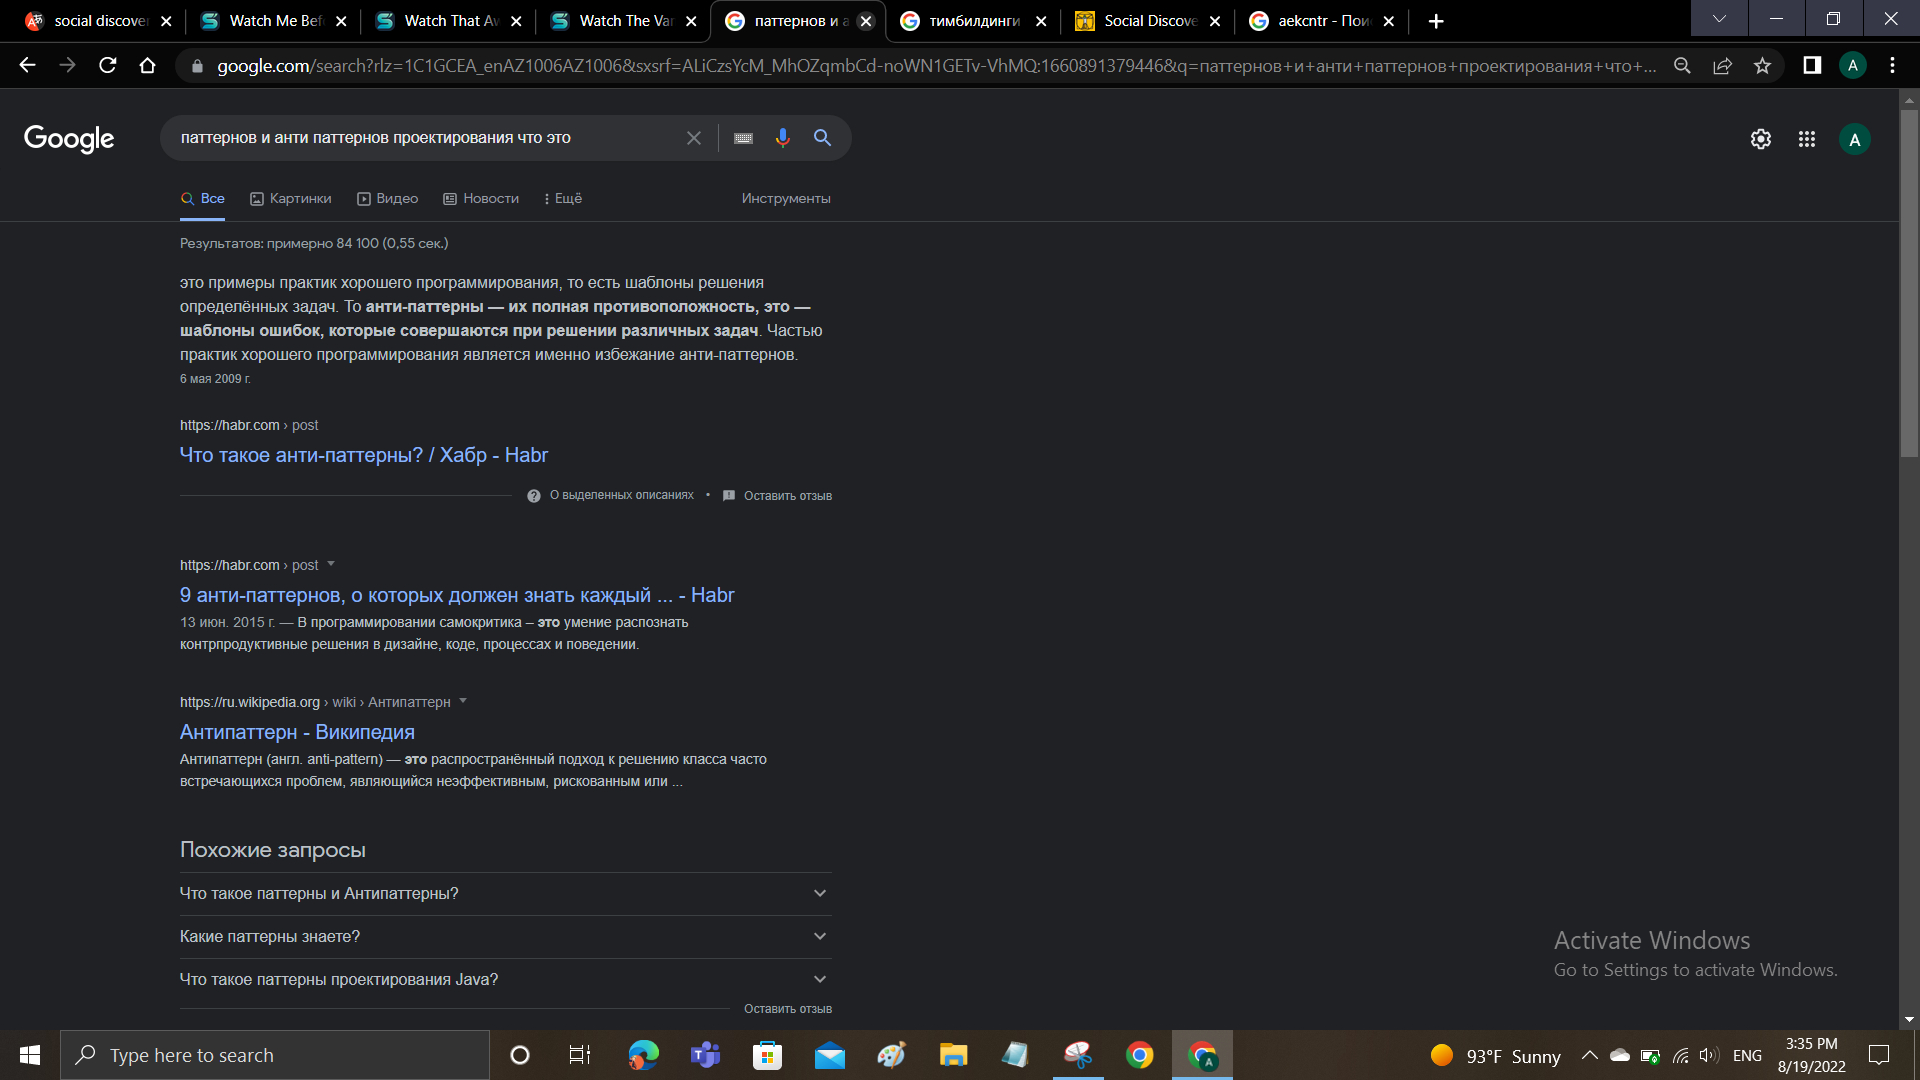 social discover
Watch Me Bef
Watch That Aw
Watch The Van
паттернов и а
тимбилдинги
Social Discove
aekcntr - Пои
google.com/search?rlz=1C1GCEA_enAZ1006AZ1006&sxsrf=ALiCzsYcM_MhOZqmbCd-noWN1GETv-VhMQ:1660891379446&q=паттернов+и+анти+паттернов+проектирования+что+...
A
Google
паттернов и анти паттернов проектирования что это
A
Все
Картинки
Видео
Новости
Ещё
Инструменты
Результатов: примерно 84 100 (0,55 сек.)
это примеры практик хорошего программирования, то есть шаблоны решения
определённых задач. То анти-паттерны — их полная противоположность, это —
шаблоны ошибок, которые совершаются при решении различных задач. Частью
практик хорошего программирования является именно избежание анти-паттернов.
6 мая 2009 г.
https://habr.com › post
Что такое анти-паттерны? / Хабр - Habr
О выделенных описаниях • Оставить отзыв
https://habr.com › post
9 анти-паттернов, о которых должен знать каждый ... - Habr
13 июн. 2015 г. — В программировании самокритика – это умение распознать
контрпродуктивные решения в дизайне, коде, процессах и поведении.
https://ru.wikipedia.org › wiki › Антипаттерн
Антипаттерн - Википедия
Антипаттерн (англ. anti-pattern) — это распространённый подход к решению класса часто
встречающихся проблем, являющийся неэффективным, рискованным или ...
Похожие запросы
Что такое паттерны и Антипаттерны?
Какие паттерны знаете?
Что такое паттерны проектирования Java?
Оставить отзыв
Activate Windows
Go to Settings to activate Windows.
Type here to search
93°F Sunny
ENG
3:35 PM
8/19/2022